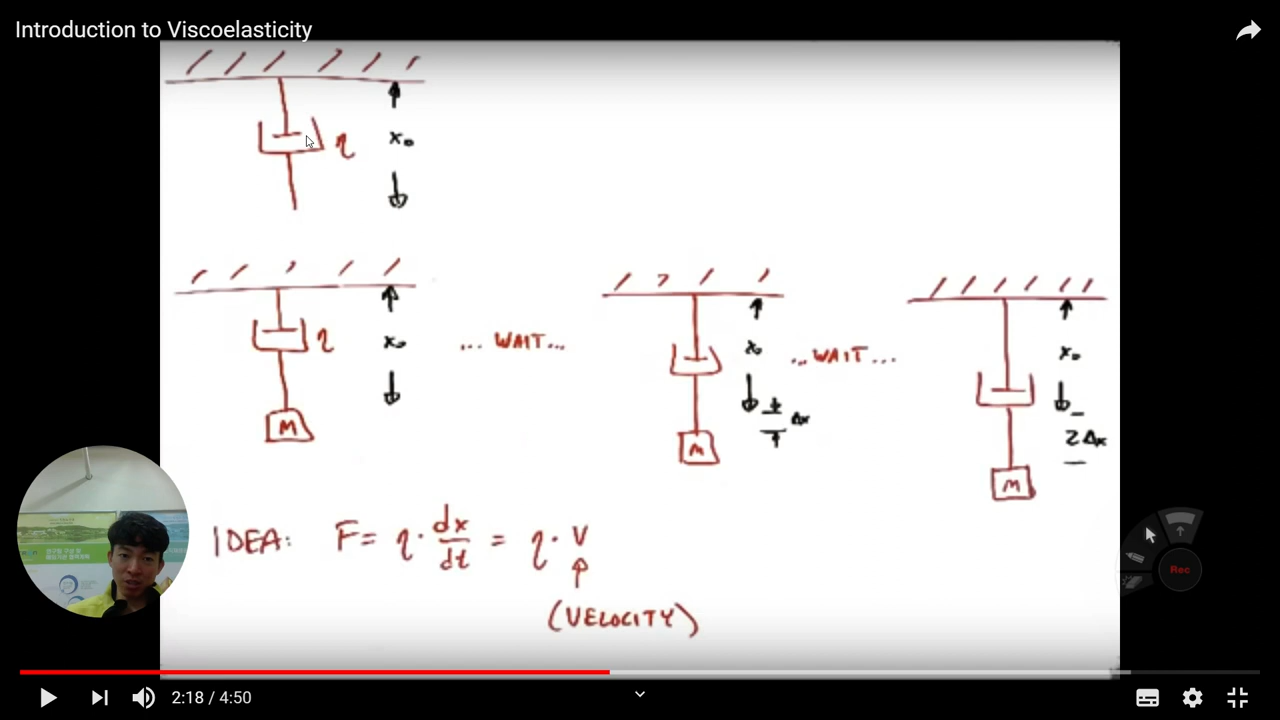 Introduction to Viscoelasticity
η
x₀
η
x₀
M
... WAIT...
x₀
Δx
M
...WAIT...
x₀
2Δx
M
IDEA: F = η · dx/dt = η · V
(VELOCITY)
Rec
2:18 / 4:50